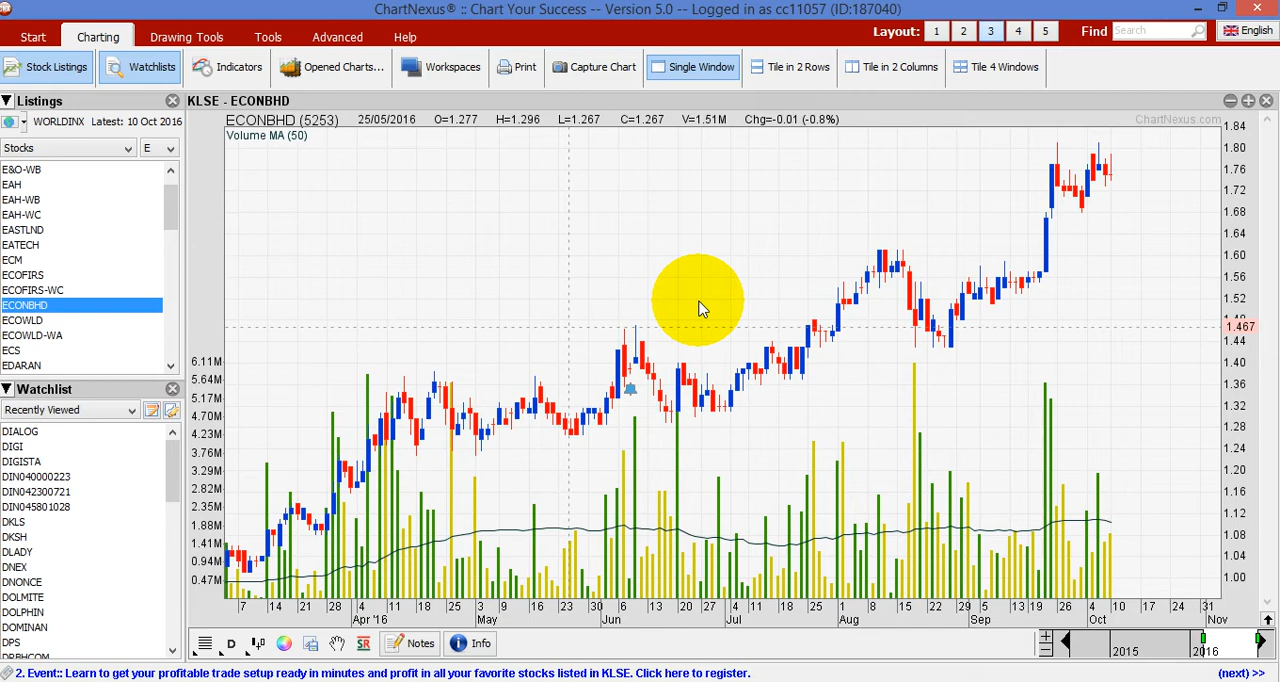 ChartNexus® :: Chart Your Success -- Version 5.0 -- Logged in as cc11057 (ID:187040)
Start Charting Drawing Tools Tools Advanced Help Layout: 1 2 3 4 5 Find Search English
Stock Listings Watchlists Indicators Opened Charts... Workspaces Print Capture Chart Single Window Tile in 2 Rows Tile in 2 Columns Tile 4 Windows
Listings
WORLDINX Latest: 10 Oct 2016
Stocks E
E&O-WB
EAH
EAH-WB
EAH-WC
EASTLND
EATECH
ECM
ECOFIRS
ECOFIRS-WC
ECONBHD
ECOWLD
ECOWLD-WA
ECS
EDARAN
Watchlist
Recently Viewed
DIALOG
DIGI
DIGISTA
DIN040000223
DIN042300721
DIN045801028
DKLS
DKSH
DLADY
DNEX
DNONCE
DOLMITE
DOLPHIN
DOMINAN
DPS
DRBHCOM
KLSE - ECONBHD
ECONBHD (5253) 25/05/2016 O=1.277 H=1.296 L=1.267 C=1.267 V=1.51M Chg=-0.01 (-0.8%) ChartNexus.com
Volume MA (50)
1.84
1.80
1.76
1.72
1.68
1.64
1.60
1.56
1.52
1.467
1.44
1.40
1.36
1.32
1.28
1.24
1.20
1.16
1.12
1.08
1.04
1.00
6.11M
5.64M
5.17M
4.70M
4.23M
3.76M
3.29M
2.82M
2.35M
1.88M
1.41M
0.94M
0.47M
7 14 21 28 4 11 18 25 3 9 16 23 30 6 13 20 27 4 11 18 25 1 8 15 22 29 5 13 19 26 4 10 17 24 31
Apr '16 May Jun Jul Aug Sep Oct Nov
D SR Notes Info 2015 2016
2. Event:: Learn to get your profitable trade setup ready in minutes and profit in all your favorite stocks listed in KLSE. Click here to register. (next) >>